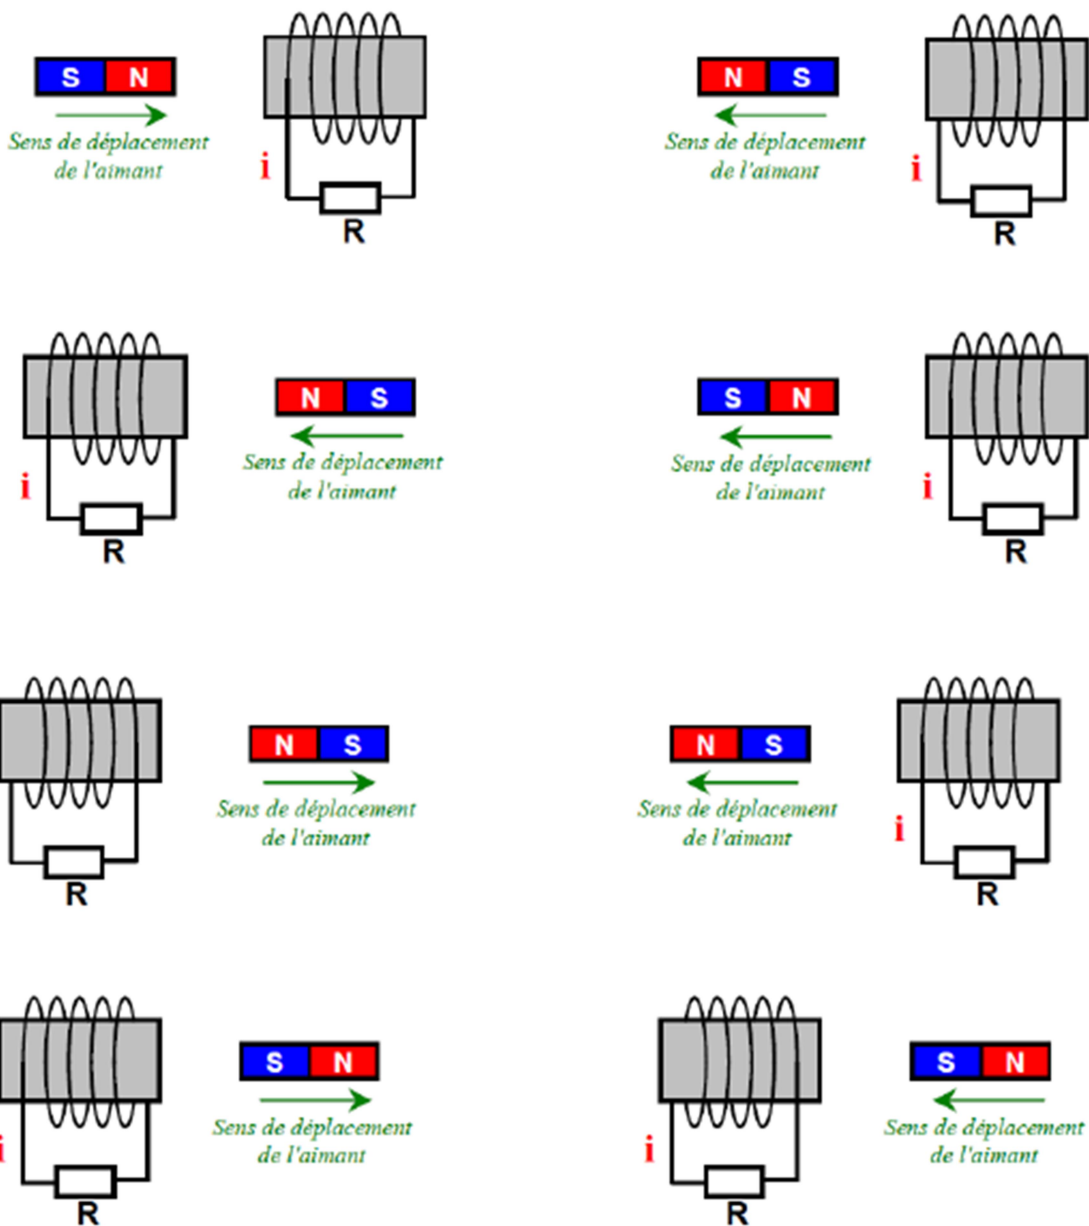 S N
Sens de déplacement
de l'aimant
i
R
N S
Sens de déplacement
de l'aimant
i
R
i
R
N S
Sens de déplacement
de l'aimant
S N
Sens de déplacement
de l'aimant
i
R
R
N S
Sens de déplacement
de l'aimant
N S
Sens de déplacement
de l'aimant
i
R
i
R
S N
Sens de déplacement
de l'aimant
i
R
S N
Sens de déplacement
de l'aimant